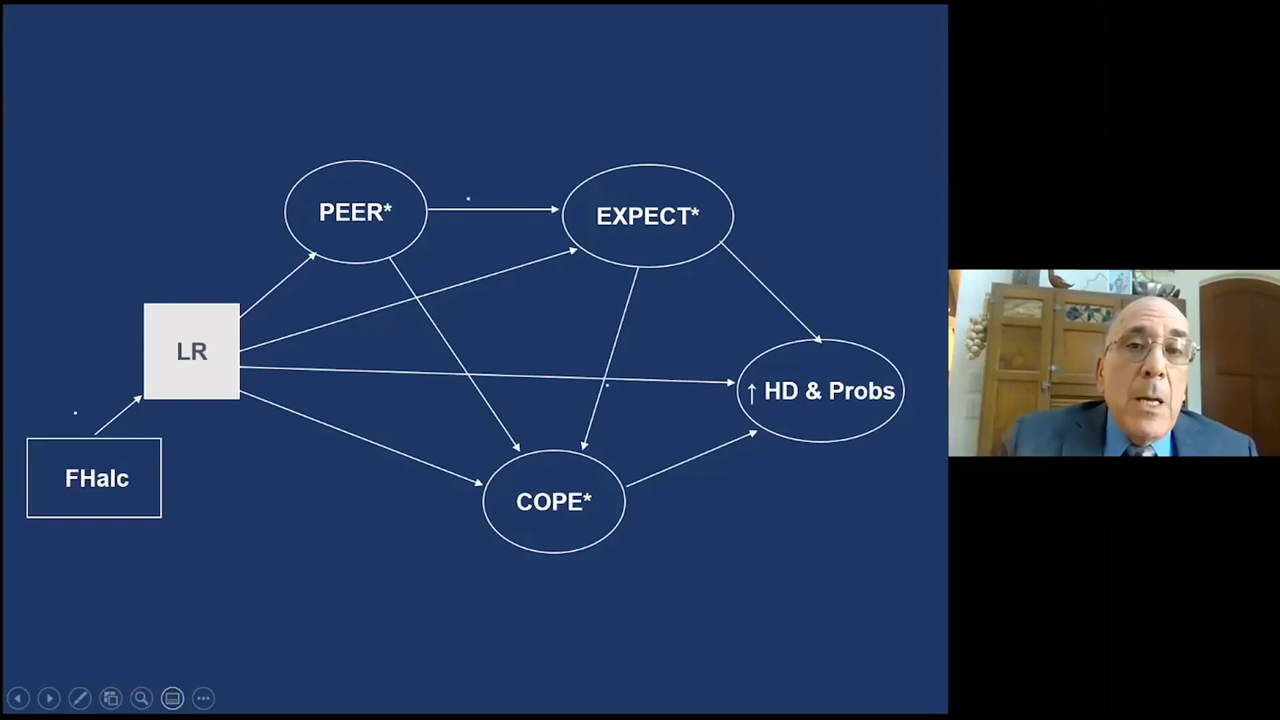 PEER*
EXPECT*
LR
↑ HD & Probs
FHalc
COPE*